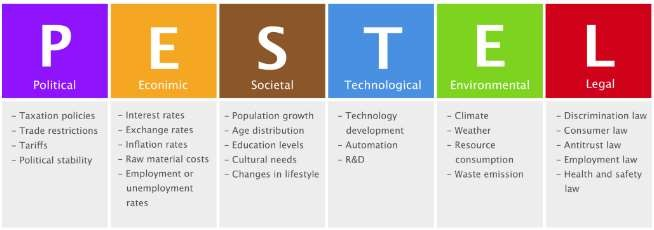 P
Political
- Taxation policies
- Trade restrictions
- Tariffs
- Political stability
E
Econimic
- Interest rates
- Exchange rates
- Inflation rates
- Raw material costs
- Employment or
unemployment
rates
S
Societal
- Population growth
- Age distribution
- Education levels
- Cultural needs
- Changes in lifestyle
T
Technological
- Technology
development
- Automation
- R&D
E
Environmental
- Climate
- Weather
- Resource
consumption
- Waste emission
L
Legal
- Discrimination law
- Consumer law
- Antitrust law
- Employment law
- Health and safety
law